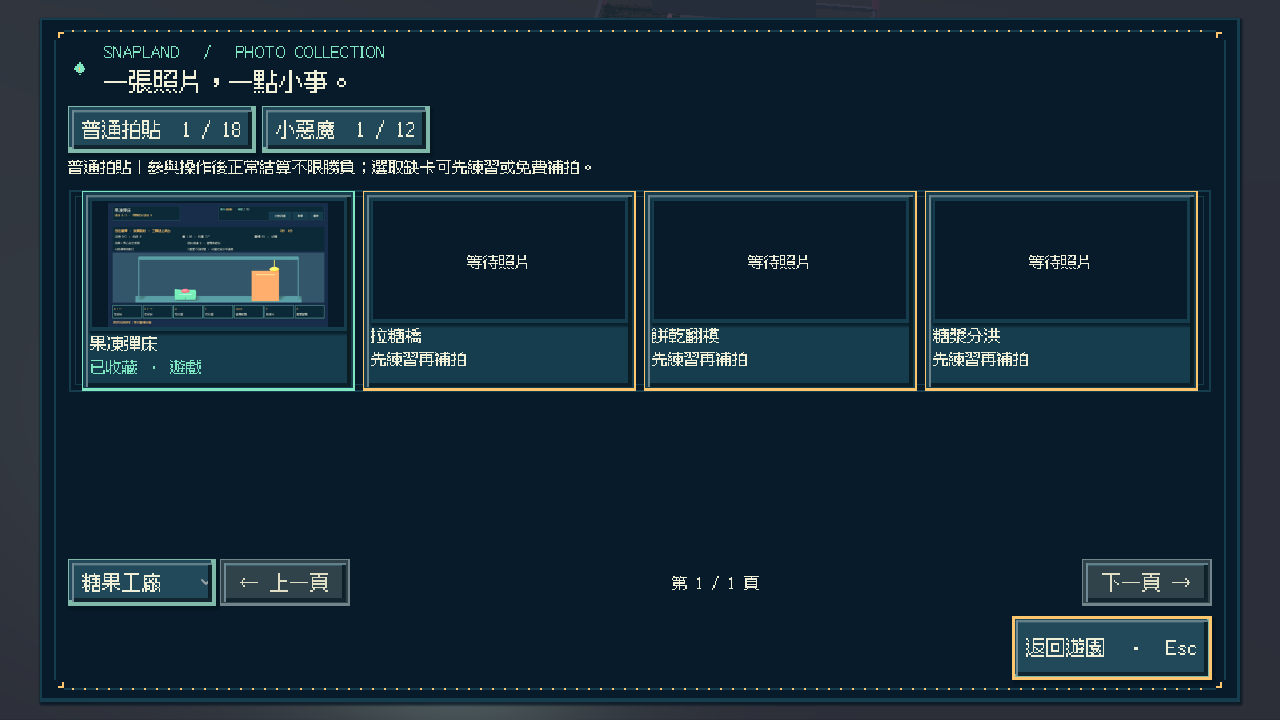 SNAPLAND / PHOTO COLLECTION
一張照片，一點小事。
普通拍貼 1 / 18
小惡魔 1 / 12
普通拍貼｜參與操作後正常結算不限勝負；選取缺卡可先練習或免費補拍。
果凍彈床
已收藏 · 遊戲
等待照片
拉糖橋
先練習再補拍
等待照片
餅乾翻模
先練習再補拍
等待照片
糖漿分洪
先練習再補拍
糖果工廠
← 上一頁
第 1 / 1 頁
下一頁 →
返回遊園 · Esc